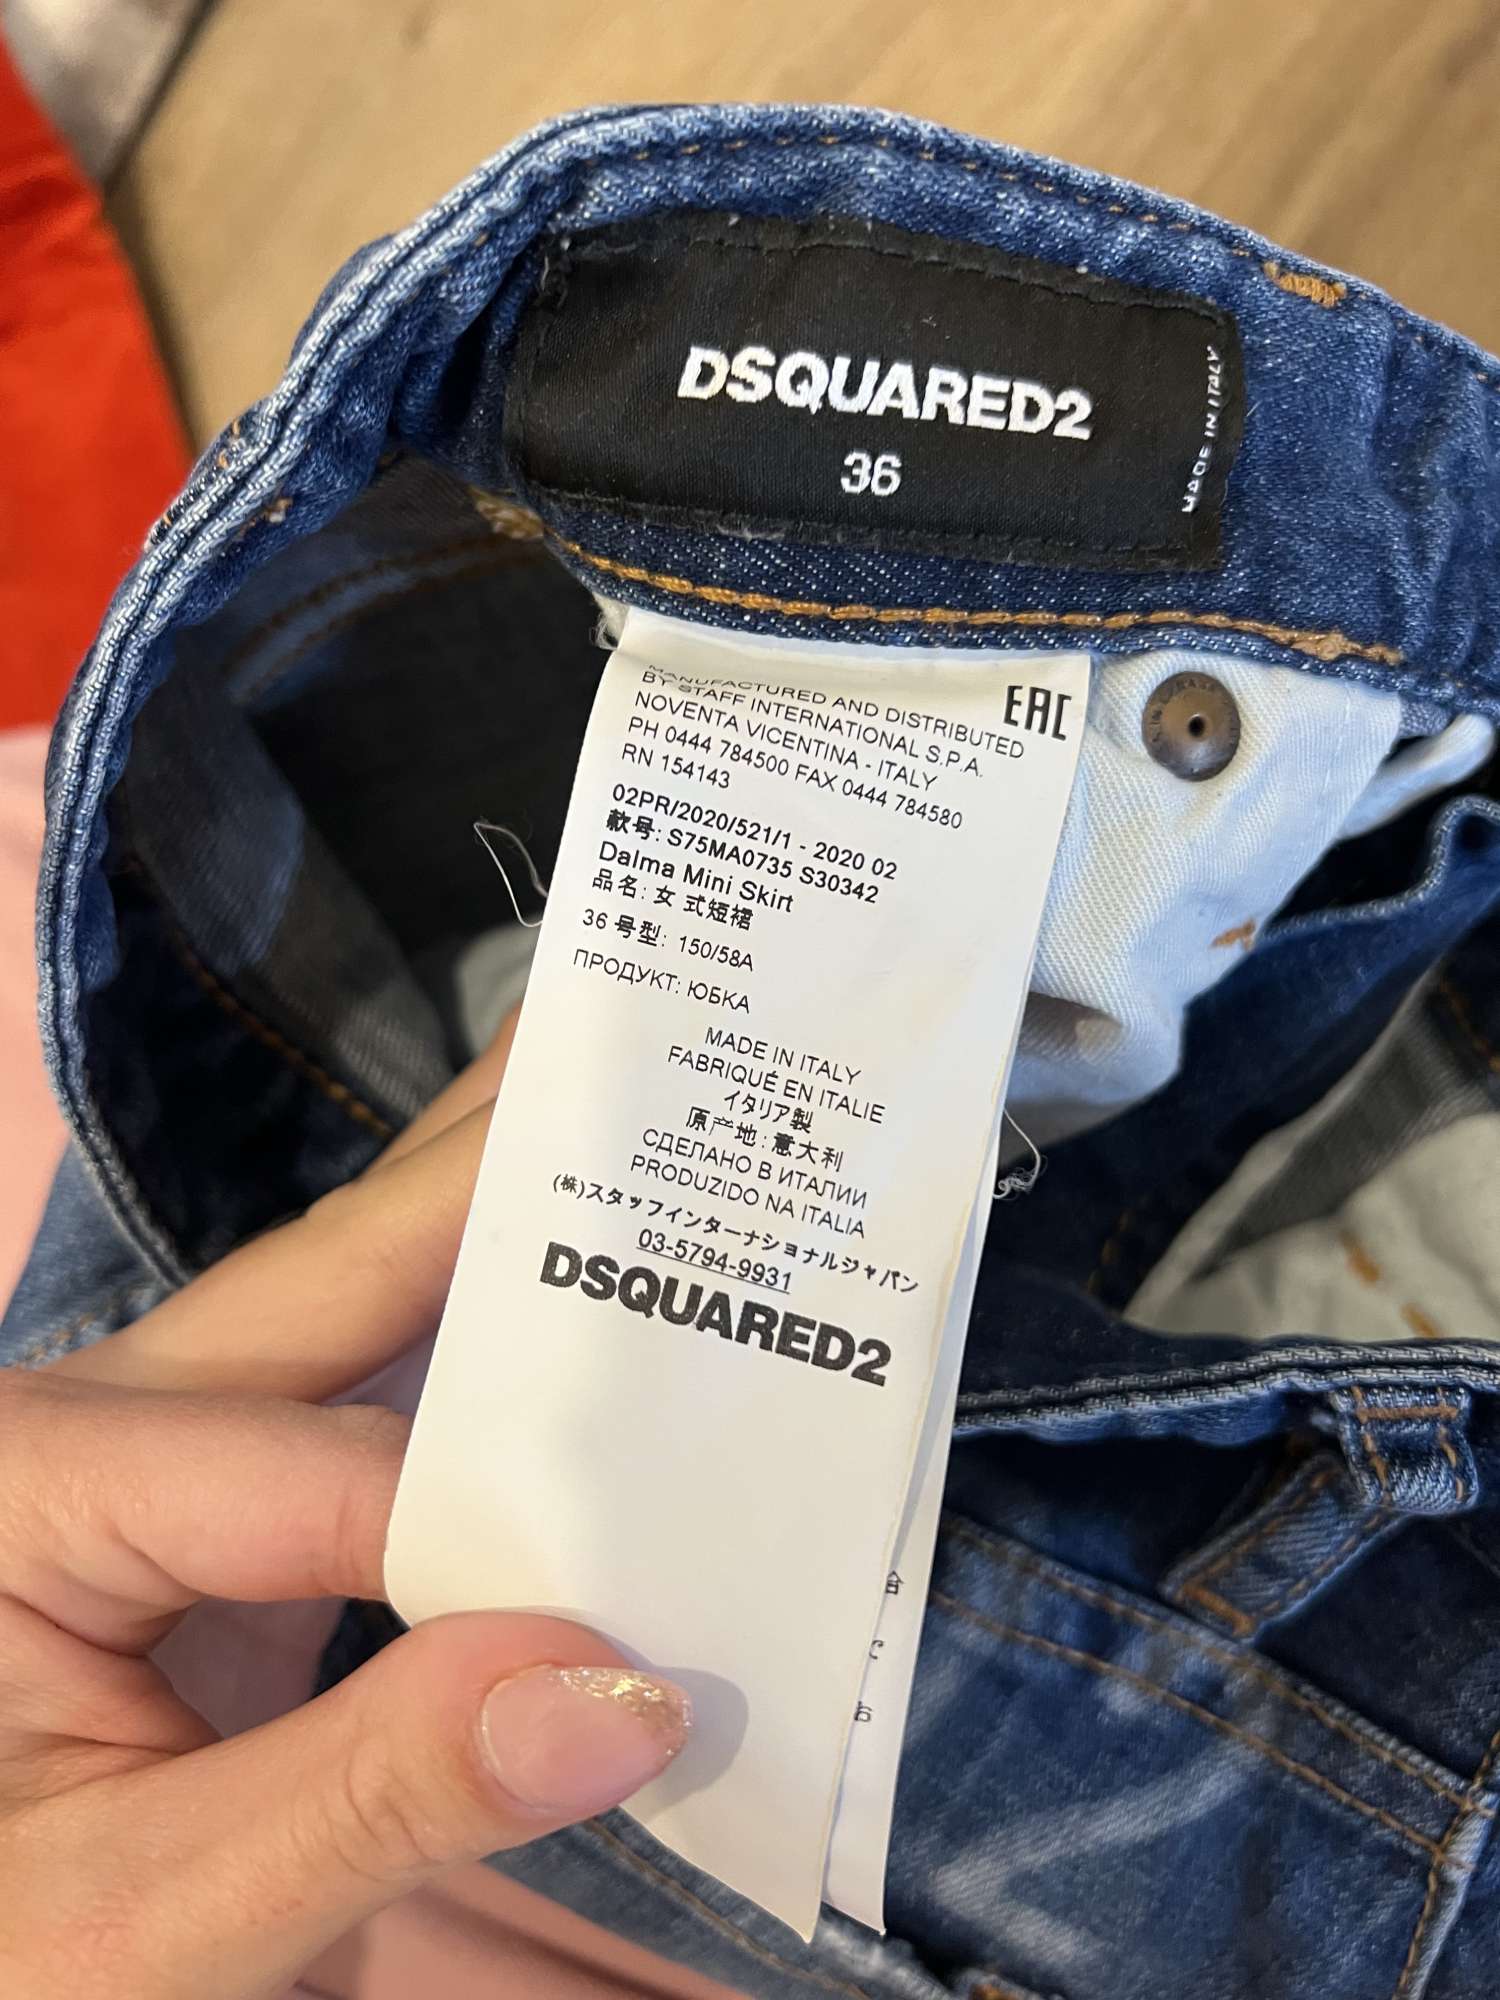 DSQUARED2
36
MADE IN ITALY
MANUFACTURED AND DISTRIBUTED
BY STAFF INTERNATIONAL S.P.A.
NOVENTA VICENTINA - ITALY
PH 0444 784500 FAX 0444 784580
RN 154143
EAC
02PR/2020/521/1 - 2020 02
款号: S75MA0735 S30342
Dalma Mini Skirt
品名: 女 式短裙
36 号型: 150/58A
ПРОДУКТ: ЮБКА
MADE IN ITALY
FABRIQUÉ EN ITALIE
イタリア製
原产地: 意大利
СДЕЛАНО В ИТАЛИИ
PRODUZIDO NA ITALIA
(株)スタッフインターナショナルジャパン
03-5794-9931
DSQUARED2